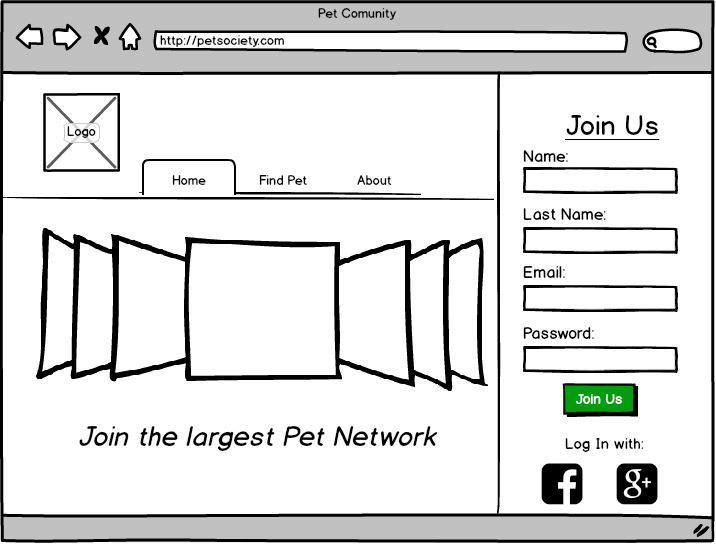 Pet Comunity
http://petsociety.com
Logo
Home Find Pet About
Join the largest Pet Network
Join Us
Name:
Last Name:
Email:
Password:
Join Us
Log In with:
f g+